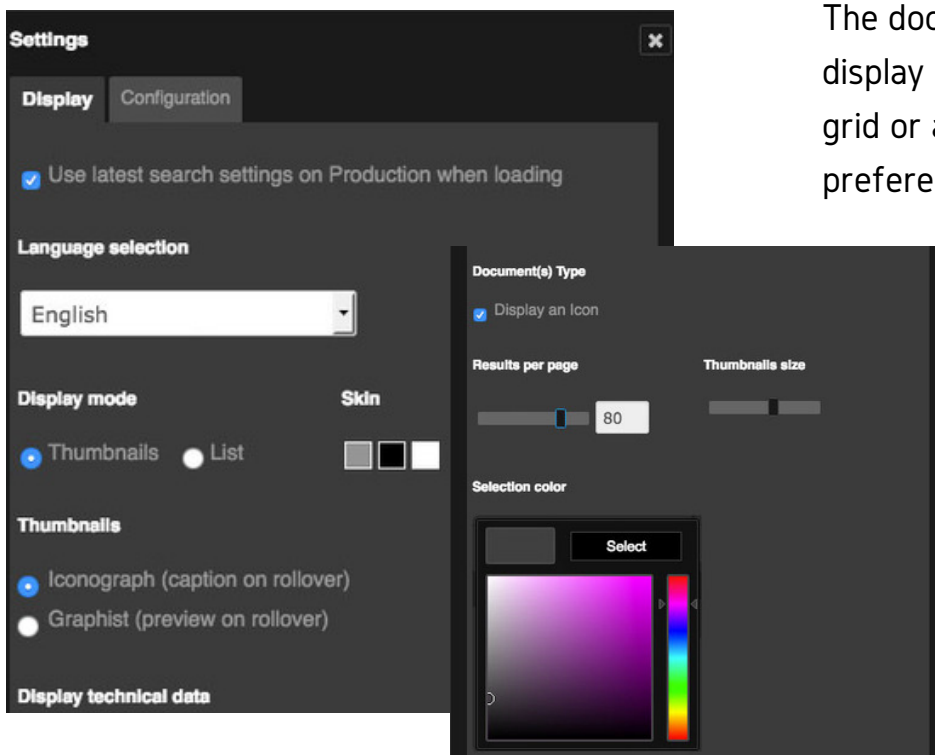 Settings
Display Configuration
Use latest search settings on Production when loading
Language selection
English
Display mode Skin
Thumbnails List
Thumbnails
Iconograph (caption on rollover)
Graphist (preview on rollover)
Display technical data
The doc
display
grid or a
prefere
Document(s) Type
Display an Icon
Results per page Thumbnails size
80
Selection color
Select